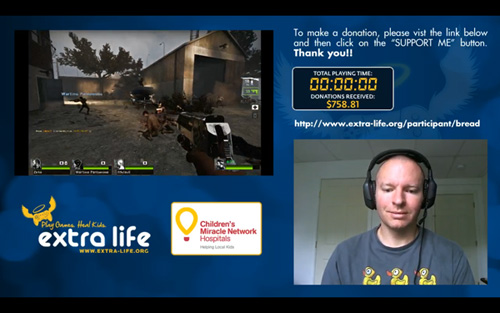 To make a donation, please vist the link below
and then click on the "SUPPORT ME" button.
Thank you!!
TOTAL PLAYING TIME:
00:00:00
DONATIONS RECEIVED:
$758.81
http://www.extra-life.org/participant/bread
Play Games Heal Kids
extra life
WWW.EXTRA-LIFE.ORG
Children's
Miracle Network
Hospitals
Helping Local Kids